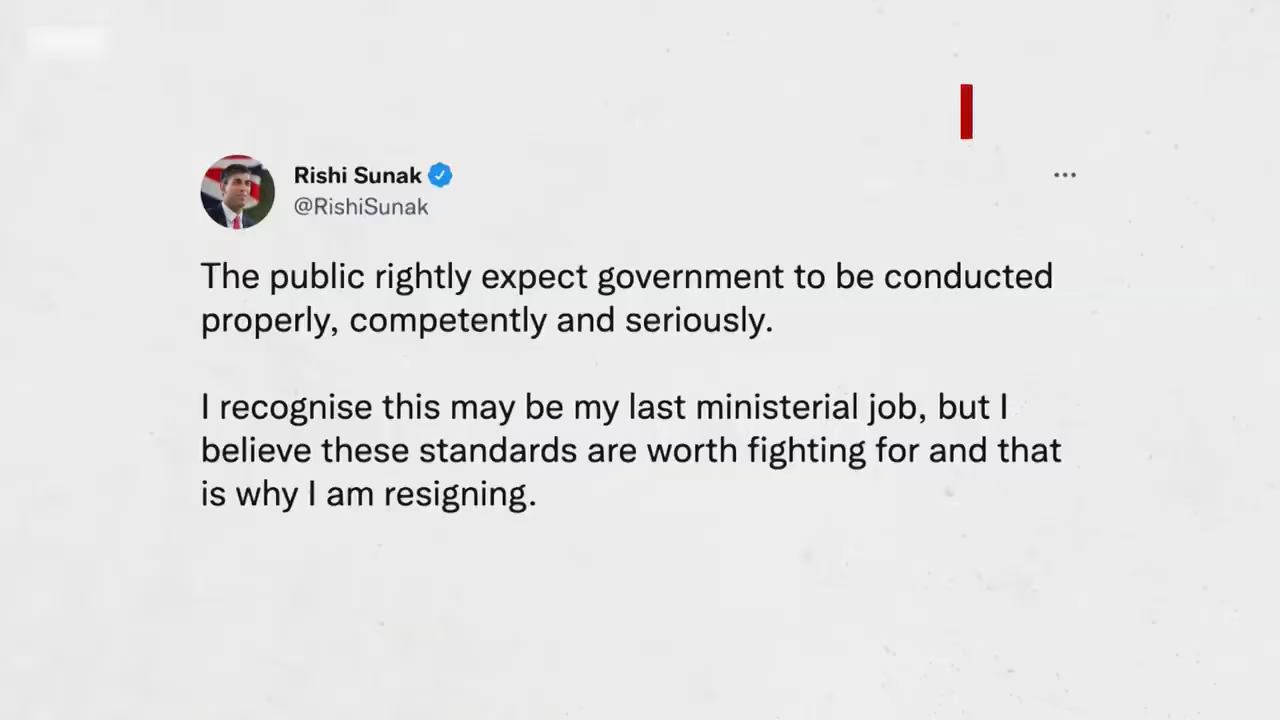 Rishi Sunak
@RishiSunak
The public rightly expect government to be conducted
properly, competently and seriously.
I recognise this may be my last ministerial job, but I
believe these standards are worth fighting for and that
is why I am resigning.